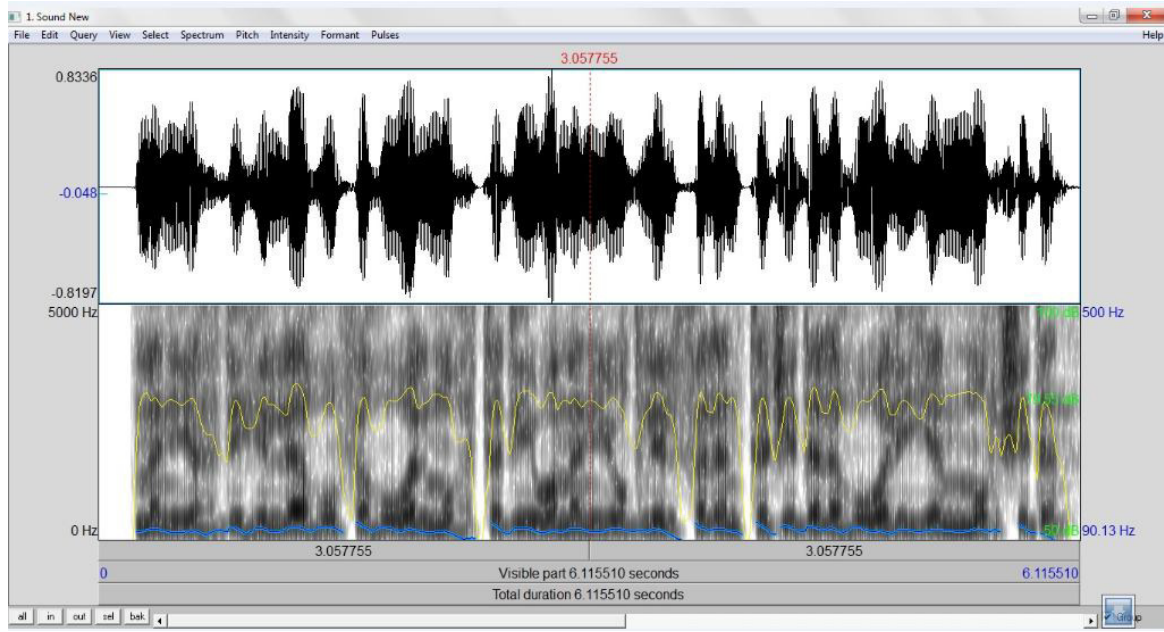 1. Sound New
File Edit Query View Select Spectrum Pitch Intensity Formant Pulses Help
3.057755
0.8336
-0.048
-0.8197
5000 Hz 500 Hz
0 Hz 90.13 Hz
3.057755 3.057755
0 Visible part 6.115510 seconds 6.115510
Total duration 6.115510 seconds
all in out sel bak